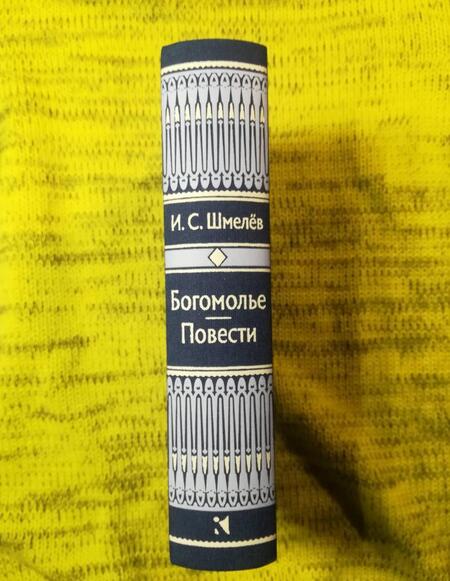 И. С. Шмелёв
Богомолье
Повести